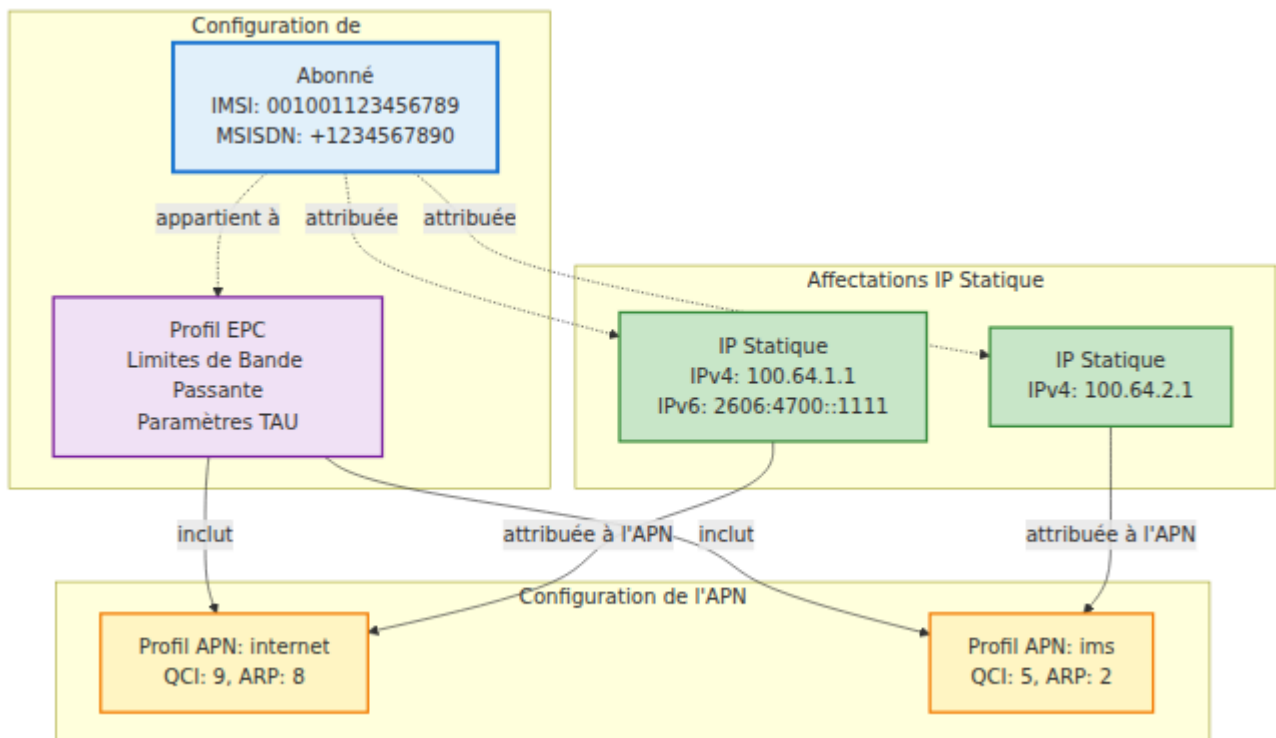 Configuration de
Abonné
IMSI: 001001123456789
MSISDN: +1234567890
appartient à
attribuée
attribuée
Affectations IP Statique
Profil EPC
Limites de Bande
Passante
Paramètres TAU
IP Statique
IPv4: 100.64.1.1
IPv6: 2606:4700::1111
IP Statique
IPv4: 100.64.2.1
inclut
attribuée à l'APN
inclut
attribuée à l'APN
Configuration de l'APN
Profil APN: internet
QCI: 9, ARP: 8
Profil APN: ims
QCI: 5, ARP: 2